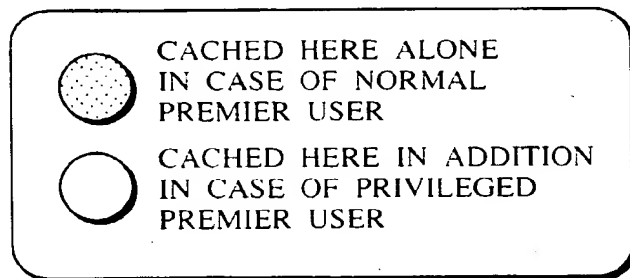 CACHED HERE ALONE
IN CASE OF NORMAL
PREMIER USER
CACHED HERE IN ADDITION
IN CASE OF PRIVILEGED
PREMIER USER